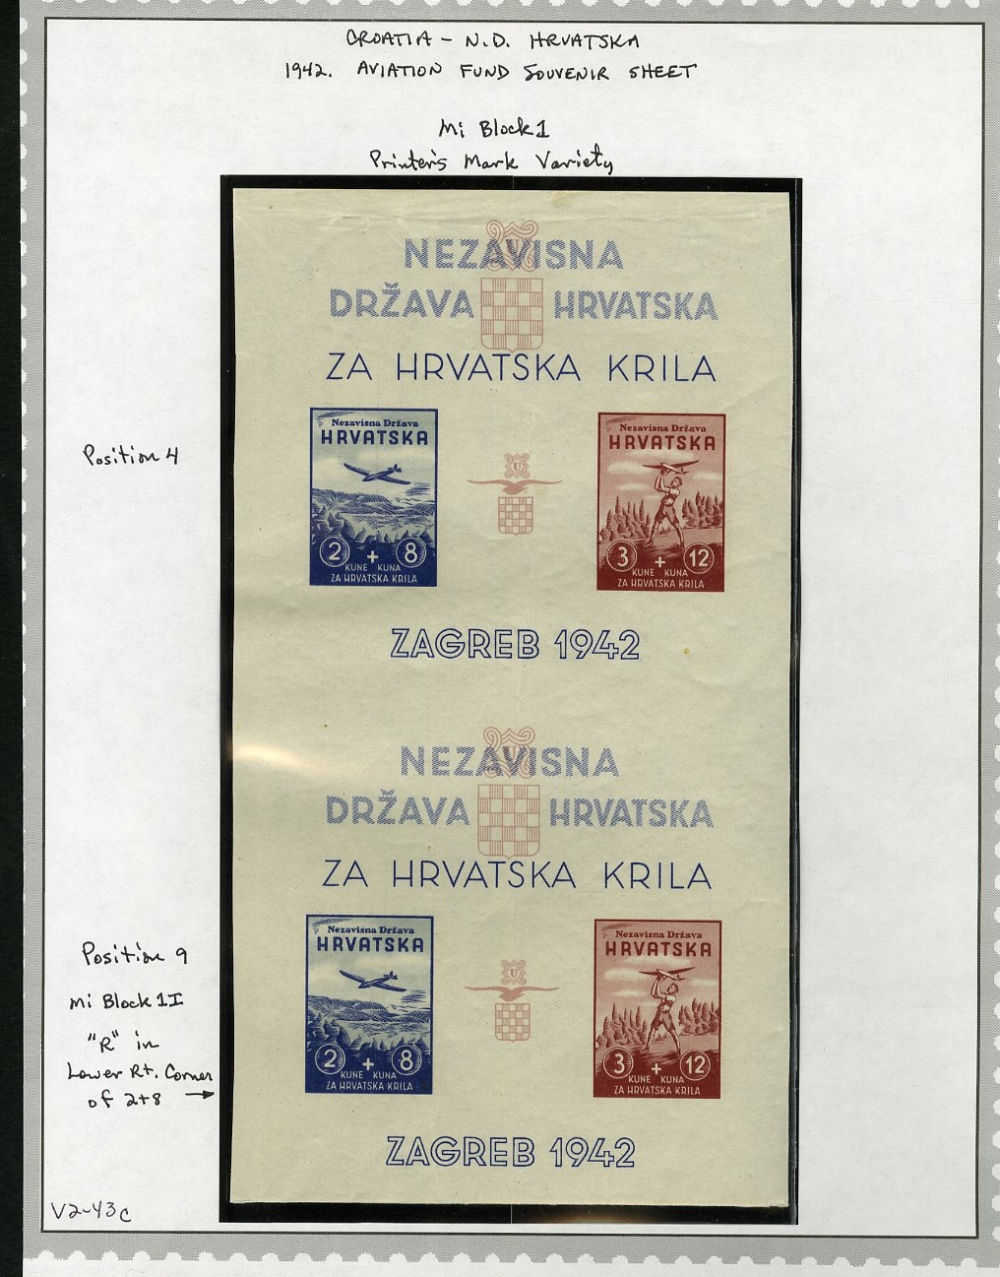 CROATIA - N.D. HRVATSKA
1942. AVIATION FUND SOUVENIR SHEET
Mi Block 1
Printer's Mark Variety
NEZAVISNA
DRŽAVA HRVATSKA
ZA HRVATSKA KRILA
Position 4
Nezavisna Država
HRVATSKA
2 + 8
KUNE KUNA
ZA HRVATSKA KRILA
U
Nezavisna Država
HRVATSKA
3 + 12
KUNE KUNA
ZA HRVATSKA KRILA
ZAGREB 1942
U
NEZAVISNA
DRŽAVA HRVATSKA
ZA HRVATSKA KRILA
Position 9
Mi Block 1 I
"R" in
Lower Rt. Corner
of 2+8 →
Nezavisna Država
HRVATSKA
2 + 8
KUNE KUNA
ZA HRVATSKA KRILA
U
Nezavisna Država
HRVATSKA
3 + 12
KUNE KUNA
ZA HRVATSKA KRILA
ZAGREB 1942
V2-43c